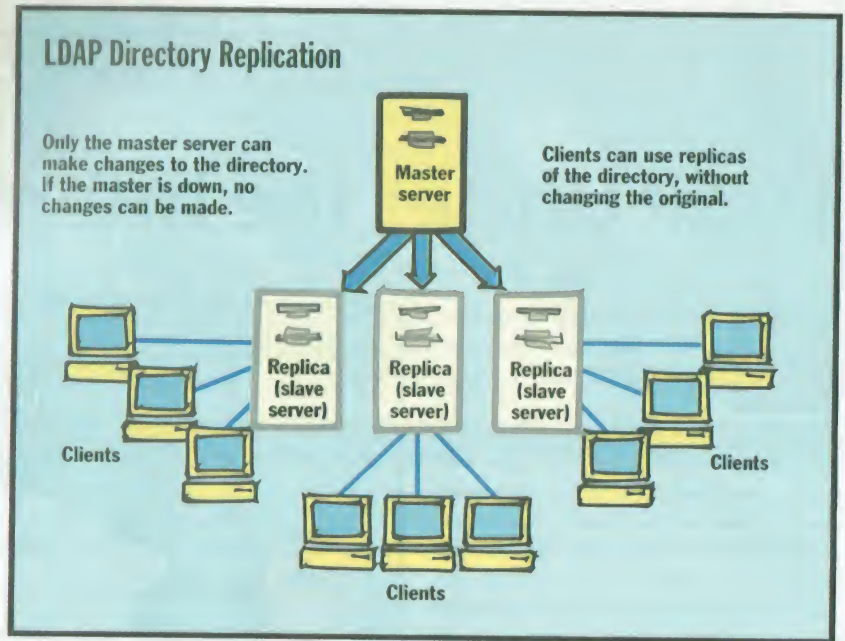 LDAP Directory Replication
Only the master server can
make changes to the directory.
If the master is down, no
changes can be made.
Master
server
Clients can use replicas
of the directory, without
changing the original.
Replica
(slave
server)
Replica
(slave
server)
Replica
(slave
server)
Clients
Clients
Clients